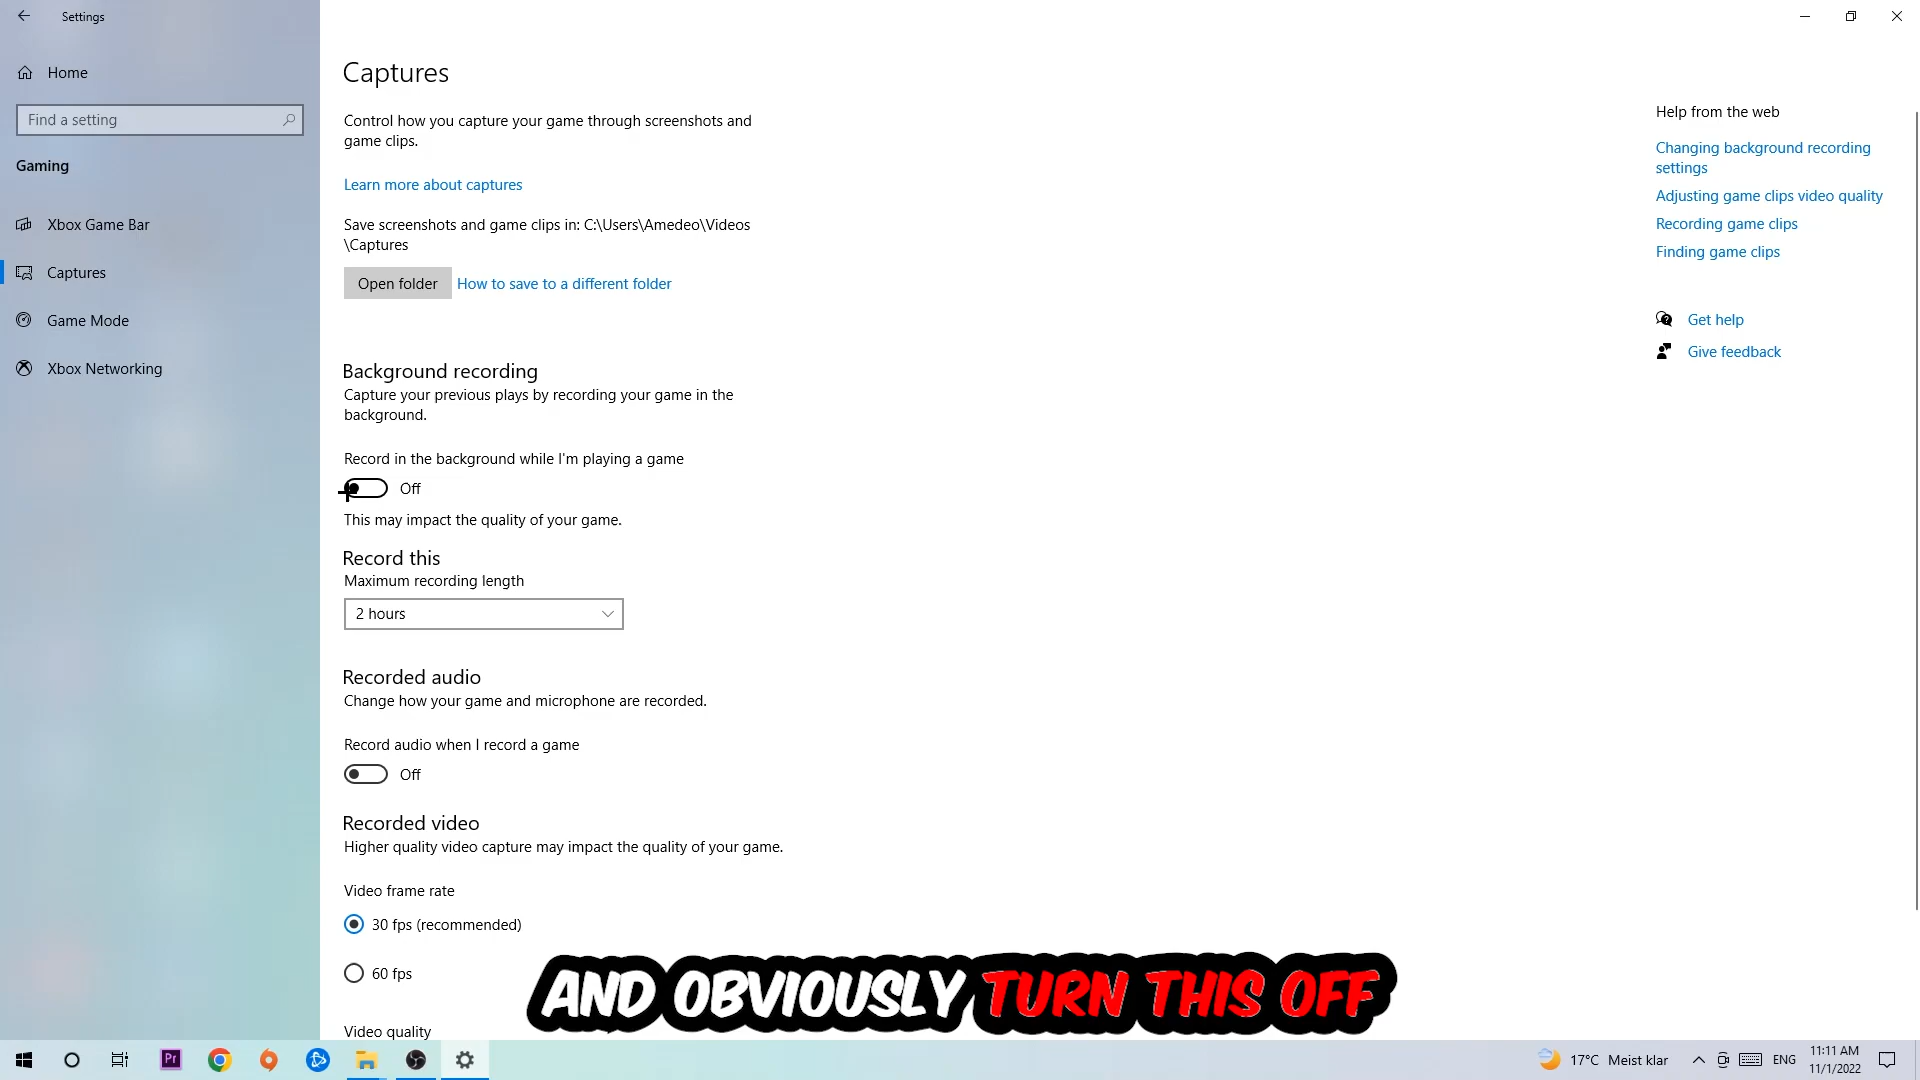 Settings
Home
Find a setting
Gaming
Xbox Game Bar
Captures
Game Mode
Xbox Networking
Captures
Control how you capture your game through screenshots and
game clips.
Learn more about captures
Save screenshots and game clips in: C:\Users\Amedeo\Videos
\Captures
Open folder
How to save to a different folder
Background recording
Capture your previous plays by recording your game in the
background.
Record in the background while I'm playing a game
Off
This may impact the quality of your game.
Record this
Maximum recording length
2 hours
Recorded audio
Change how your game and microphone are recorded.
Record audio when I record a game
Off
Recorded video
Higher quality video capture may impact the quality of your game.
Video frame rate
30 fps (recommended)
60 fps
Video quality
Help from the web
Changing background recording
settings
Adjusting game clips video quality
Recording game clips
Finding game clips
Get help
Give feedback
AND OBVIOUSLY TURN THIS OFF
Pr
17°C Meist klar
ENG
11:11 AM
11/1/2022